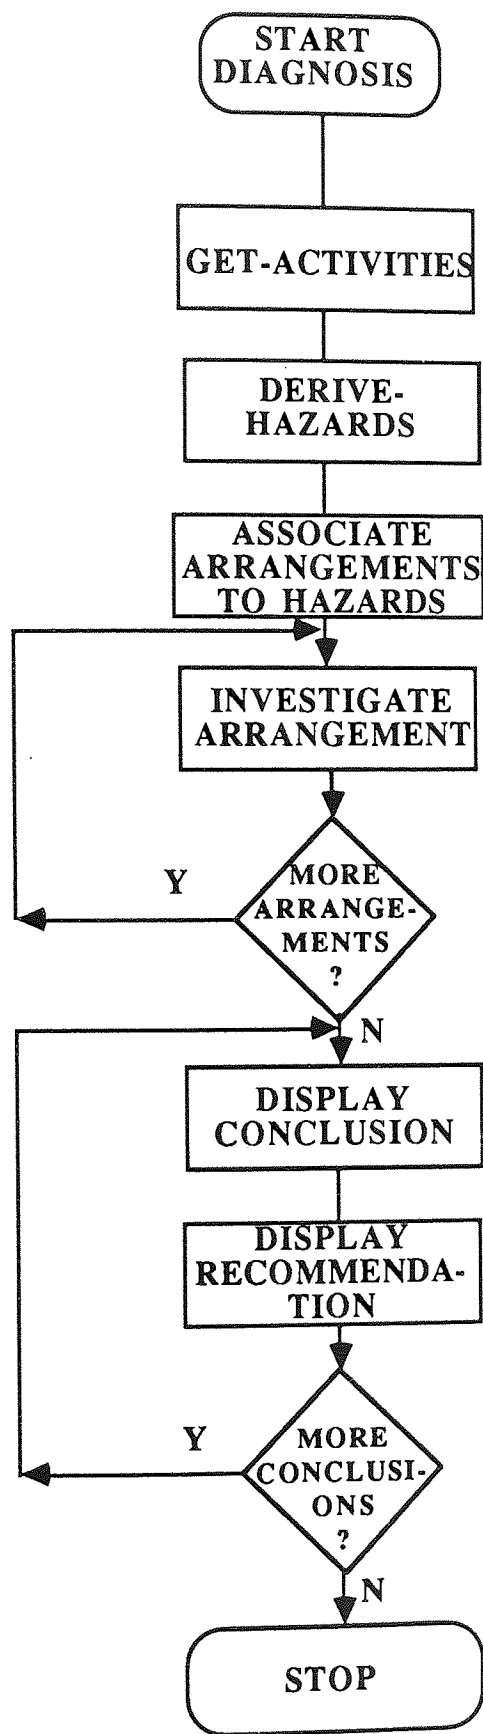 START
DIAGNOSIS
GET-ACTIVITIES
DERIVE-
HAZARDS
ASSOCIATE
ARRANGEMENTS
TO HAZARDS
INVESTIGATE
ARRANGEMENT
Y
MORE
ARRANGE-
MENTS
?
N
DISPLAY
CONCLUSION
DISPLAY
RECOMMENDA-
TION
Y
MORE
CONCLUSI-
ONS
?
N
STOP